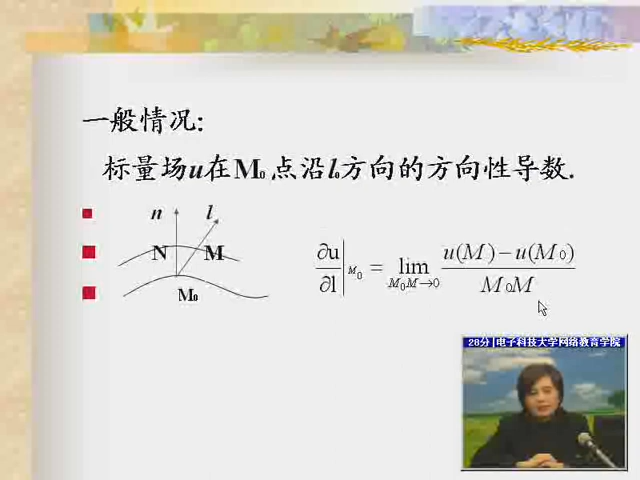 一般情况:
标量场u在M₀点沿l₀方向的方向性导数.
n l
N M
M₀
∂u/∂l|M₀ = lim M₀M→0 u(M)−u(M₀)/M₀M
28分 电子科技大学网络教育学院